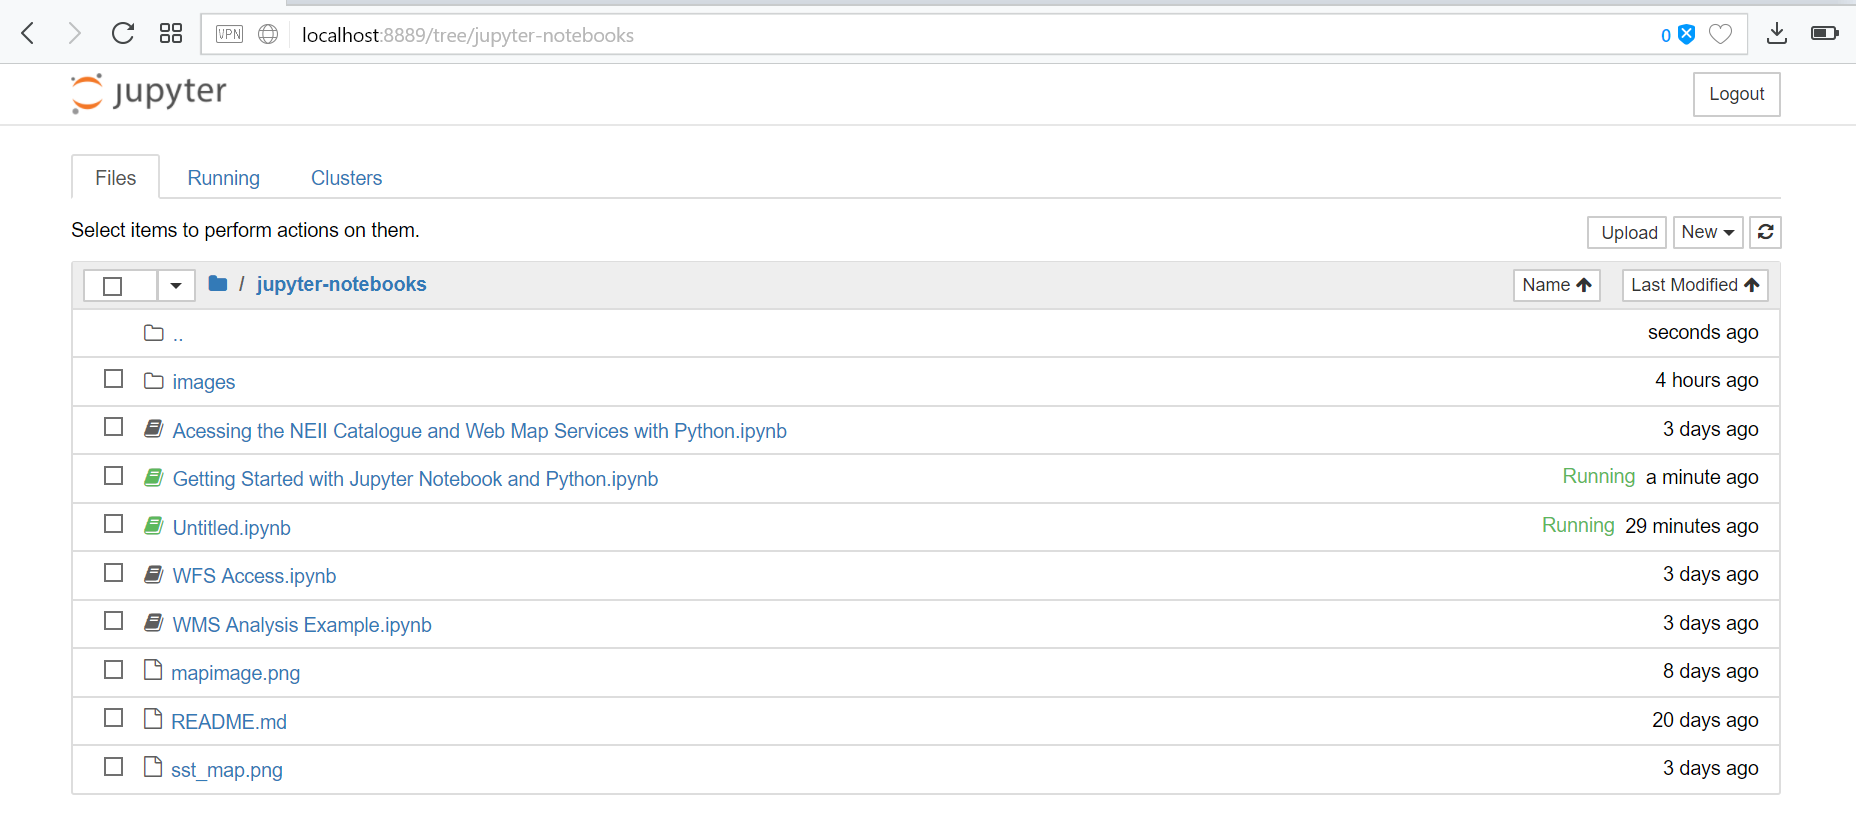 VPN localhost:8889/tree/jupyter-notebooks 0
jupyter Logout
Files Running Clusters
Select items to perform actions on them. Upload New
/ jupyter-notebooks Name Last Modified
.. seconds ago
images 4 hours ago
Acessing the NEII Catalogue and Web Map Services with Python.ipynb 3 days ago
Getting Started with Jupyter Notebook and Python.ipynb Running a minute ago
Untitled.ipynb Running 29 minutes ago
WFS Access.ipynb 3 days ago
WMS Analysis Example.ipynb 3 days ago
mapimage.png 8 days ago
README.md 20 days ago
sst_map.png 3 days ago